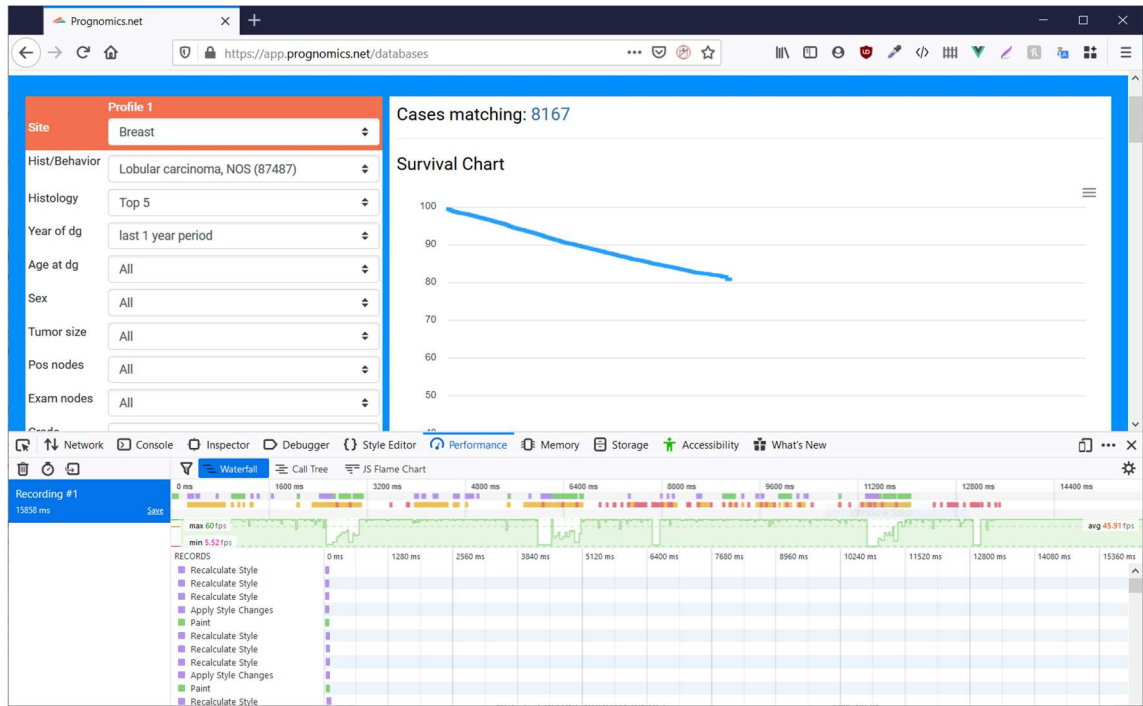 Prognomics.net
https://app.prognomics.net/databases
Profile 1
Site
Breast
Hist/Behavior
Lobular carcinoma, NOS (87487)
Histology
Top 5
Year of dg
last 1 year period
Age at dg
All
Sex
All
Tumor size
All
Pos nodes
All
Exam nodes
All
Cases matching: 8167
Survival Chart
100
90
80
70
60
50
Network Console Inspector Debugger Style Editor Performance Memory Storage Accessibility What's New
Waterfall Call Tree JS Flame Chart
Recording #1
15858 ms Save
0 ms 1600 ms 3200 ms 4800 ms 6400 ms 8000 ms 9600 ms 11200 ms 12800 ms 14400 ms
max 60 fps
avg 45.91 fps
min 5.52 fps
RECORDS 0 ms 1280 ms 2560 ms 3840 ms 5120 ms 6400 ms 7680 ms 8960 ms 10240 ms 11520 ms 12800 ms 14080 ms 15360 ms
Recalculate Style
Recalculate Style
Recalculate Style
Apply Style Changes
Paint
Recalculate Style
Recalculate Style
Recalculate Style
Apply Style Changes
Paint
Recalculate Style